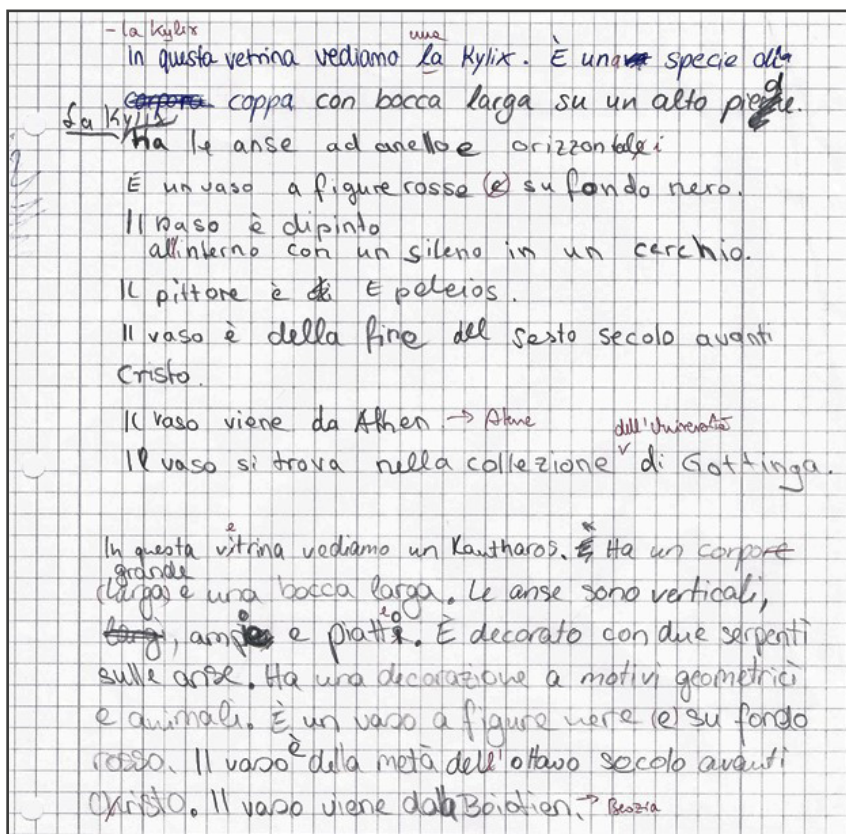 - la Kylix
una
in questa vetrina vediamo la Kylix. È una specie di
corpora coppa con bocca larga su un alto piede.
La Kylix
Ha le anse ad anello e orizzontali
È un vaso a figure rosse (e) su fondo nero.
Il vaso è dipinto
all'interno con un sileno in un cerchio.
Il pittore è di Epeleios.
Il vaso è della fine del sesto secolo avanti
Cristo.
Il vaso viene da Athen. → Atene
dell'Università
Il vaso si trova nella collezione di Gottinga.
e
In questa vitrina vediamo un Kantharos. Ha un corpore
grande
(larga) e una bocca larga. Le anse sono verticali,
largi, ampie e piatte. È decorato con due serpenti
sulle anse. Ha una decorazione a motivi geometrici
e animali. È un vaso a figure nere (e) su fondo
rosso. Il vaso è della metà dell'ottavo secolo avanti
Christo. Il vaso viene dalla Boiotien. → Beozia